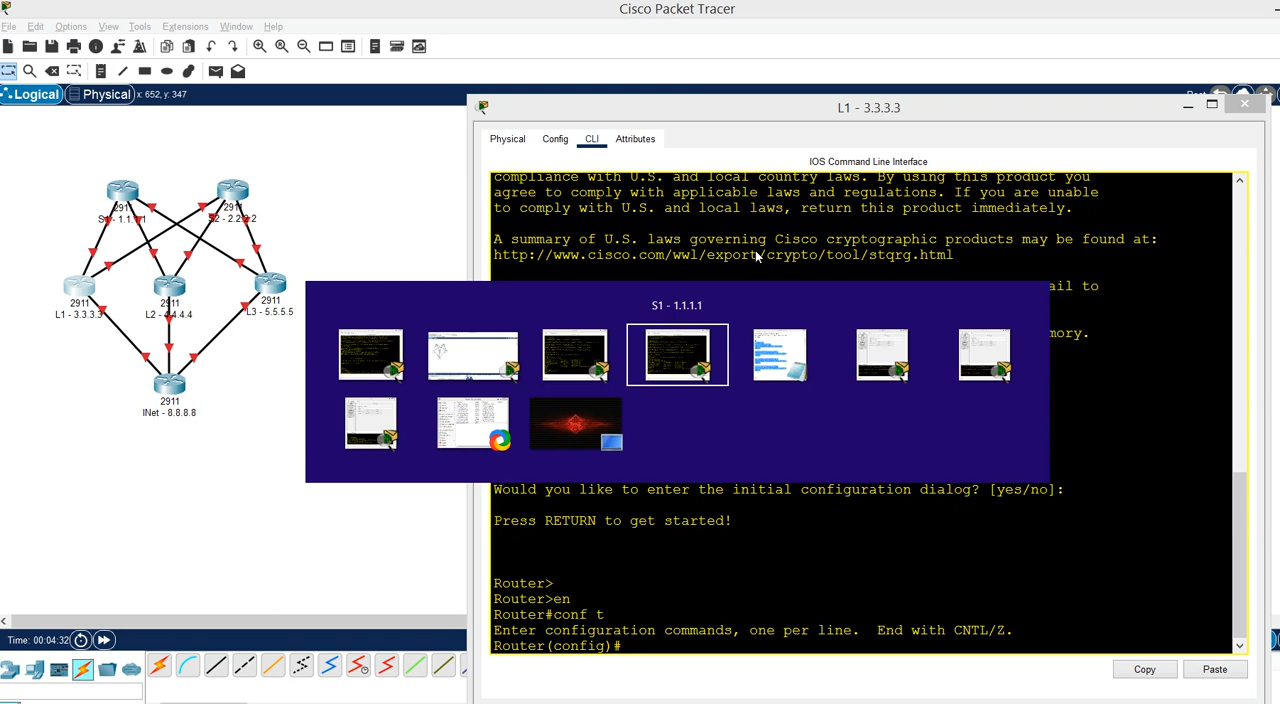 Cisco Packet Tracer
File Edit Options View Tools Extensions Window Help
Logical Physical x: 652, y: 347
L1 - 3.3.3.3
Physical Config CLI Attributes
IOS Command Line Interface
compliance with U.S. and local country laws. By using this product you
agree to comply with applicable laws and regulations. If you are unable
to comply with U.S. and local laws, return this product immediately.
A summary of U.S. laws governing Cisco cryptographic products may be found at:
http://www.cisco.com/wwl/export/crypto/tool/stqrg.html
ail to
mory.
S1 - 1.1.1.1
Would you like to enter the initial configuration dialog? [yes/no]:
Press RETURN to get started!
Router>
Router>en
Router#conf t
Enter configuration commands, one per line. End with CNTL/Z.
Router(config)#
Copy Paste
2911
2911
L1 - 3.3.3.3
2911
2911
L3 - 5.5.5.5
2911
INet - 8.8.8.8
Time: 00:04:32